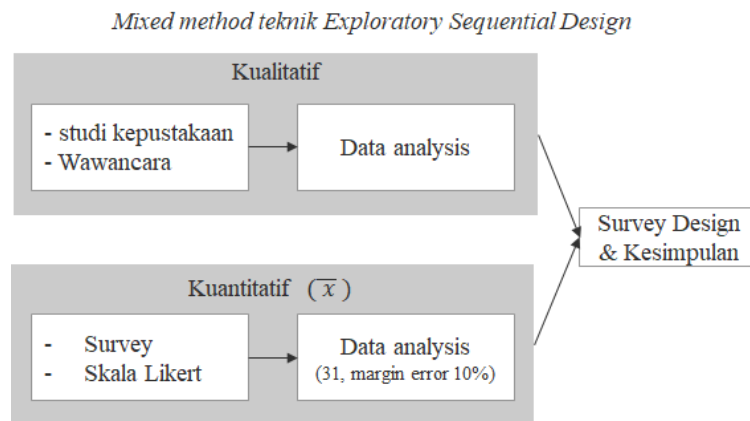 Mixed method teknik Exploratory Sequential Design
Kualitatif
- studi kepustakaan
- Wawancara
Data analysis
Survey Design
& Kesimpulan
Kuantitatif (x̄)
- Survey
- Skala Likert
Data analysis
(31, margin error 10%)